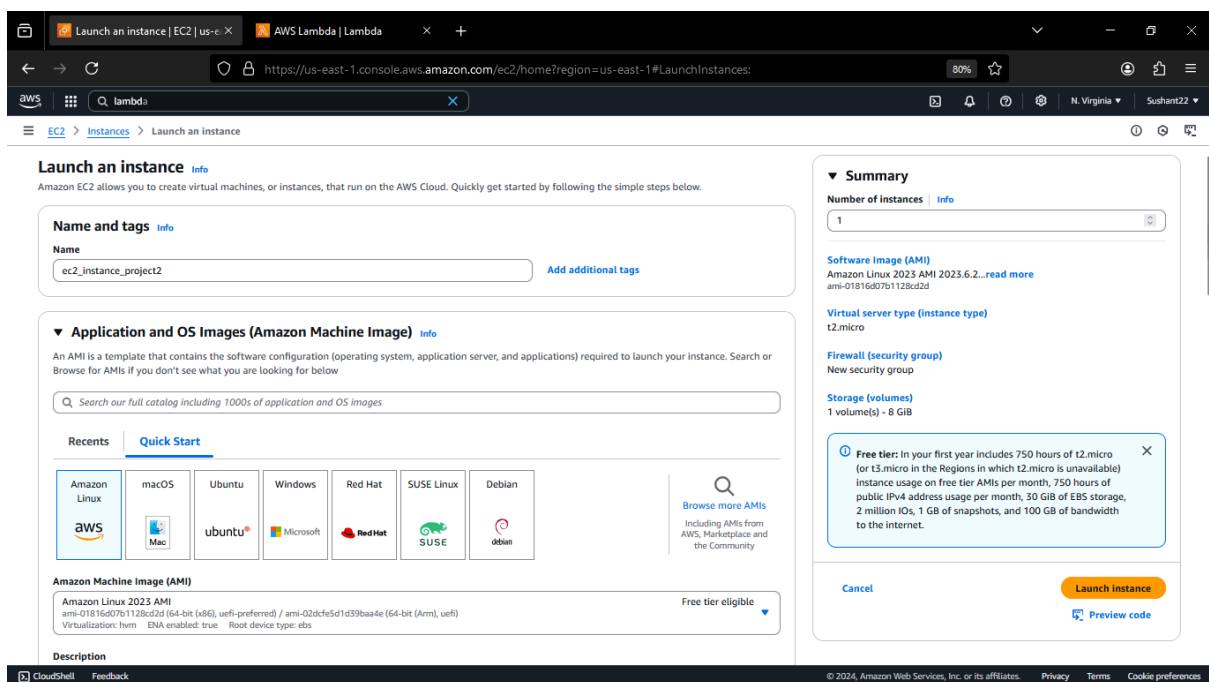 Launch an instance | EC2 | us-e
AWS Lambda | Lambda
https://us-east-1.console.aws.amazon.com/ec2/home?region=us-east-1#LaunchInstances:
80%
aws
lambda
N. Virginia
Sushant22
EC2 > Instances > Launch an instance
Launch an instance Info
Amazon EC2 allows you to create virtual machines, or instances, that run on the AWS Cloud. Quickly get started by following the simple steps below.
Name and tags Info
Name
ec2_instance_project2
Add additional tags
Application and OS Images (Amazon Machine Image) Info
An AMI is a template that contains the software configuration (operating system, application server, and applications) required to launch your instance. Search or
Browse for AMIs if you don't see what you are looking for below
Search our full catalog including 1000s of application and OS images
Recents
Quick Start
Amazon
Linux
aws
macOS
Mac
Ubuntu
ubuntu®
Windows
Microsoft
Red Hat
Red Hat
SUSE Linux
SUSE
Debian
debian
Browse more AMIs
Including AMIs from
AWS, Marketplace and
the Community
Amazon Machine Image (AMI)
Amazon Linux 2023 AMI
Free tier eligible
ami-01816d07b1128cd2d (64-bit (x86), uefi-preferred) / ami-02dcfe5d1d39baa4e (64-bit (Arm), uefi)
Virtualization: hvm ENA enabled: true Root device type: ebs
Description
Summary
Number of instances Info
1
Software Image (AMI)
Amazon Linux 2023 AMI 2023.6.2...read more
ami-01816d07b1128cd2d
Virtual server type (instance type)
t2.micro
Firewall (security group)
New security group
Storage (volumes)
1 volume(s) - 8 GiB
Free tier: In your first year includes 750 hours of t2.micro
(or t3.micro in the Regions in which t2.micro is unavailable)
instance usage on free tier AMIs per month, 750 hours of
public IPv4 address usage per month, 30 GiB of EBS storage,
2 million IOs, 1 GB of snapshots, and 100 GB of bandwidth
to the internet.
Cancel
Launch instance
Preview code
CloudShell
Feedback
© 2024, Amazon Web Services, Inc. or its affiliates.
Privacy
Terms
Cookie preferences